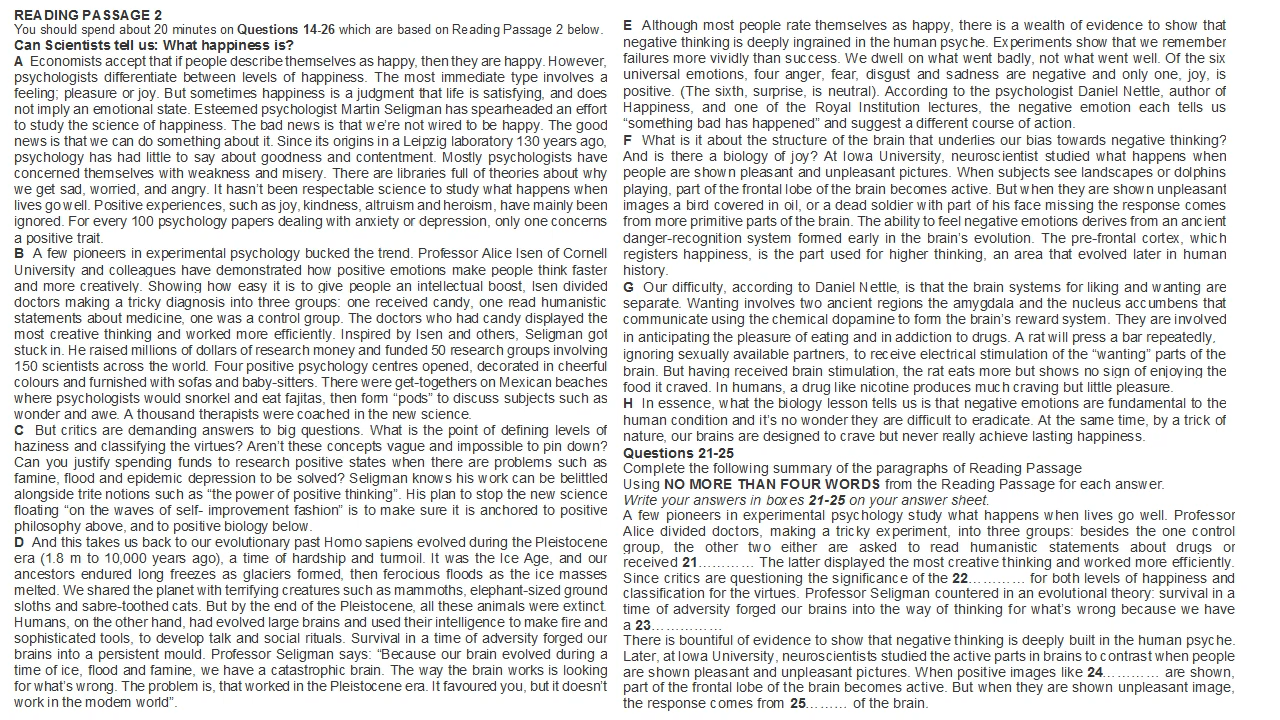 READING PASSAGE 2
You should spend about 20 minutes on Questions 14-26 which are based on Reading Passage 2 below.
Can Scientists tell us: What happiness is?
A Economists accept that if people describe themselves as happy, then they are happy. However,
psychologists differentiate between levels of happiness. The most immediate type involves a
feeling; pleasure or joy. But sometimes happiness is a judgment that life is satisfying, and does
not imply an emotional state. Esteemed psychologist Martin Seligman has spearheaded an effort
to study the science of happiness. The bad news is that we're not wired to be happy. The good
news is that we can do something about it. Since its origins in a Leipzig laboratory 130 years ago,
psychology has had little to say about goodness and contentment. Mostly psychologists have
concerned themselves with weakness and misery. There are libraries full of theories about why
we get sad, worried, and angry. It hasn't been respectable science to study what happens when
lives go well. Positive experiences, such as joy, kindness, altruism and heroism, have mainly been
ignored. For every 100 psychology papers dealing with anxiety or depression, only one concerns
a positive trait.
B A few pioneers in experimental psychology bucked the trend. Professor Alice Isen of Cornell
University and colleagues have demonstrated how positive emotions make people think faster
and more creatively. Showing how easy it is to give people an intellectual boost, Isen divided
doctors making a tricky diagnosis into three groups: one received candy, one read humanistic
statements about medicine, one was a control group. The doctors who had candy displayed the
most creative thinking and worked more efficiently. Inspired by Isen and others, Seligman got
stuck in. He raised millions of dollars of research money and funded 50 research groups involving
150 scientists across the world. Four positive psychology centres opened, decorated in cheerful
colours and furnished with sofas and baby-sitters. There were get-togethers on Mexican beaches
where psychologists would snorkel and eat fajitas, then form "pods" to discuss subjects such as
wonder and awe. A thousand therapists were coached in the new science.
C But critics are demanding answers to big questions. What is the point of defining levels of
haziness and classifying the virtues? Aren't these concepts vague and impossible to pin down?
Can you justify spending funds to research positive states when there are problems such as
famine, flood and epidemic depression to be solved? Seligman knows his work can be belittled
alongside trite notions such as "the power of positive thinking". His plan to stop the new science
floating "on the waves of self- improvement fashion" is to make sure it is anchored to positive
philosophy above, and to positive biology below.
D And this takes us back to our evolutionary past Homo sapiens evolved during the Pleistocene
era (1.8 m to 10,000 years ago), a time of hardship and turmoil. It was the Ice Age, and our
ancestors endured long freezes as glaciers formed, then ferocious floods as the ice masses
melted. We shared the planet with terrifying creatures such as mammoths, elephant-sized ground
sloths and sabre-toothed cats. But by the end of the Pleistocene, all these animals were extinct.
Humans, on the other hand, had evolved large brains and used their intelligence to make fire and
sophisticated tools, to develop talk and social rituals. Survival in a time of adversity forged our
brains into a persistent mould. Professor Seligman says: "Because our brain evolved during a
time of ice, flood and famine, we have a catastrophic brain. The way the brain works is looking
for what's wrong. The problem is, that worked in the Pleistocene era. It favoured you, but it doesn't
work in the modem world".
E Although most people rate themselves as happy, there is a wealth of evidence to show that
negative thinking is deeply ingrained in the human psyche. Experiments show that we remember
failures more vividly than success. We dwell on what went badly, not what went well. Of the six
universal emotions, four anger, fear, disgust and sadness are negative and only one, joy, is
positive. (The sixth, surprise, is neutral). According to the psychologist Daniel Nettle, author of
Happiness, and one of the Royal Institution lectures, the negative emotion each tells us
"something bad has happened" and suggest a different course of action.
F What is it about the structure of the brain that underlies our bias towards negative thinking?
And is there a biology of joy? At Iowa University, neuroscientist studied what happens when
people are shown pleasant and unpleasant pictures. When subjects see landscapes or dolphins
playing, part of the frontal lobe of the brain becomes active. But when they are shown unpleasant
images a bird covered in oil, or a dead soldier with part of his face missing the response comes
from more primitive parts of the brain. The ability to feel negative emotions derives from an ancient
danger-recognition system formed early in the brain's evolution. The pre-frontal cortex, which
registers happiness, is the part used for higher thinking, an area that evolved later in human
history.
G Our difficulty, according to Daniel Nettle, is that the brain systems for liking and wanting are
separate. Wanting involves two ancient regions the amygdala and the nucleus accumbens that
communicate using the chemical dopamine to form the brain's reward system. They are involved
in anticipating the pleasure of eating and in addiction to drugs. A rat will press a bar repeatedly,
ignoring sexually available partners, to receive electrical stimulation of the "wanting" parts of the
brain. But having received brain stimulation, the rat eats more but shows no sign of enjoying the
food it craved. In humans, a drug like nicotine produces much craving but little pleasure.
H In essence, what the biology lesson tells us is that negative emotions are fundamental to the
human condition and it's no wonder they are difficult to eradicate. At the same time, by a trick of
nature, our brains are designed to crave but never really achieve lasting happiness.
Questions 21-25
Complete the following summary of the paragraphs of Reading Passage
Using NO MORE THAN FOUR WORDS from the Reading Passage for each answer.
Write your answers in boxes 21-25 on your answer sheet.
A few pioneers in experimental psychology study what happens when lives go well. Professor
Alice divided doctors, making a tricky experiment, into three groups: besides the one control
group, the other two either are asked to read humanistic statements about drugs or
received 21………… The latter displayed the most creative thinking and worked more efficiently.
Since critics are questioning the significance of the 22………… for both levels of happiness and
classification for the virtues. Professor Seligman countered in an evolutional theory: survival in a
time of adversity forged our brains into the way of thinking for what's wrong because we have
a 23……………
There is bountiful of evidence to show that negative thinking is deeply built in the human psyche.
Later, at Iowa University, neuroscientists studied the active parts in brains to contrast when people
are shown pleasant and unpleasant pictures. When positive images like 24………… are shown,
part of the frontal lobe of the brain becomes active. But when they are shown unpleasant image,
the response comes from 25……… of the brain.